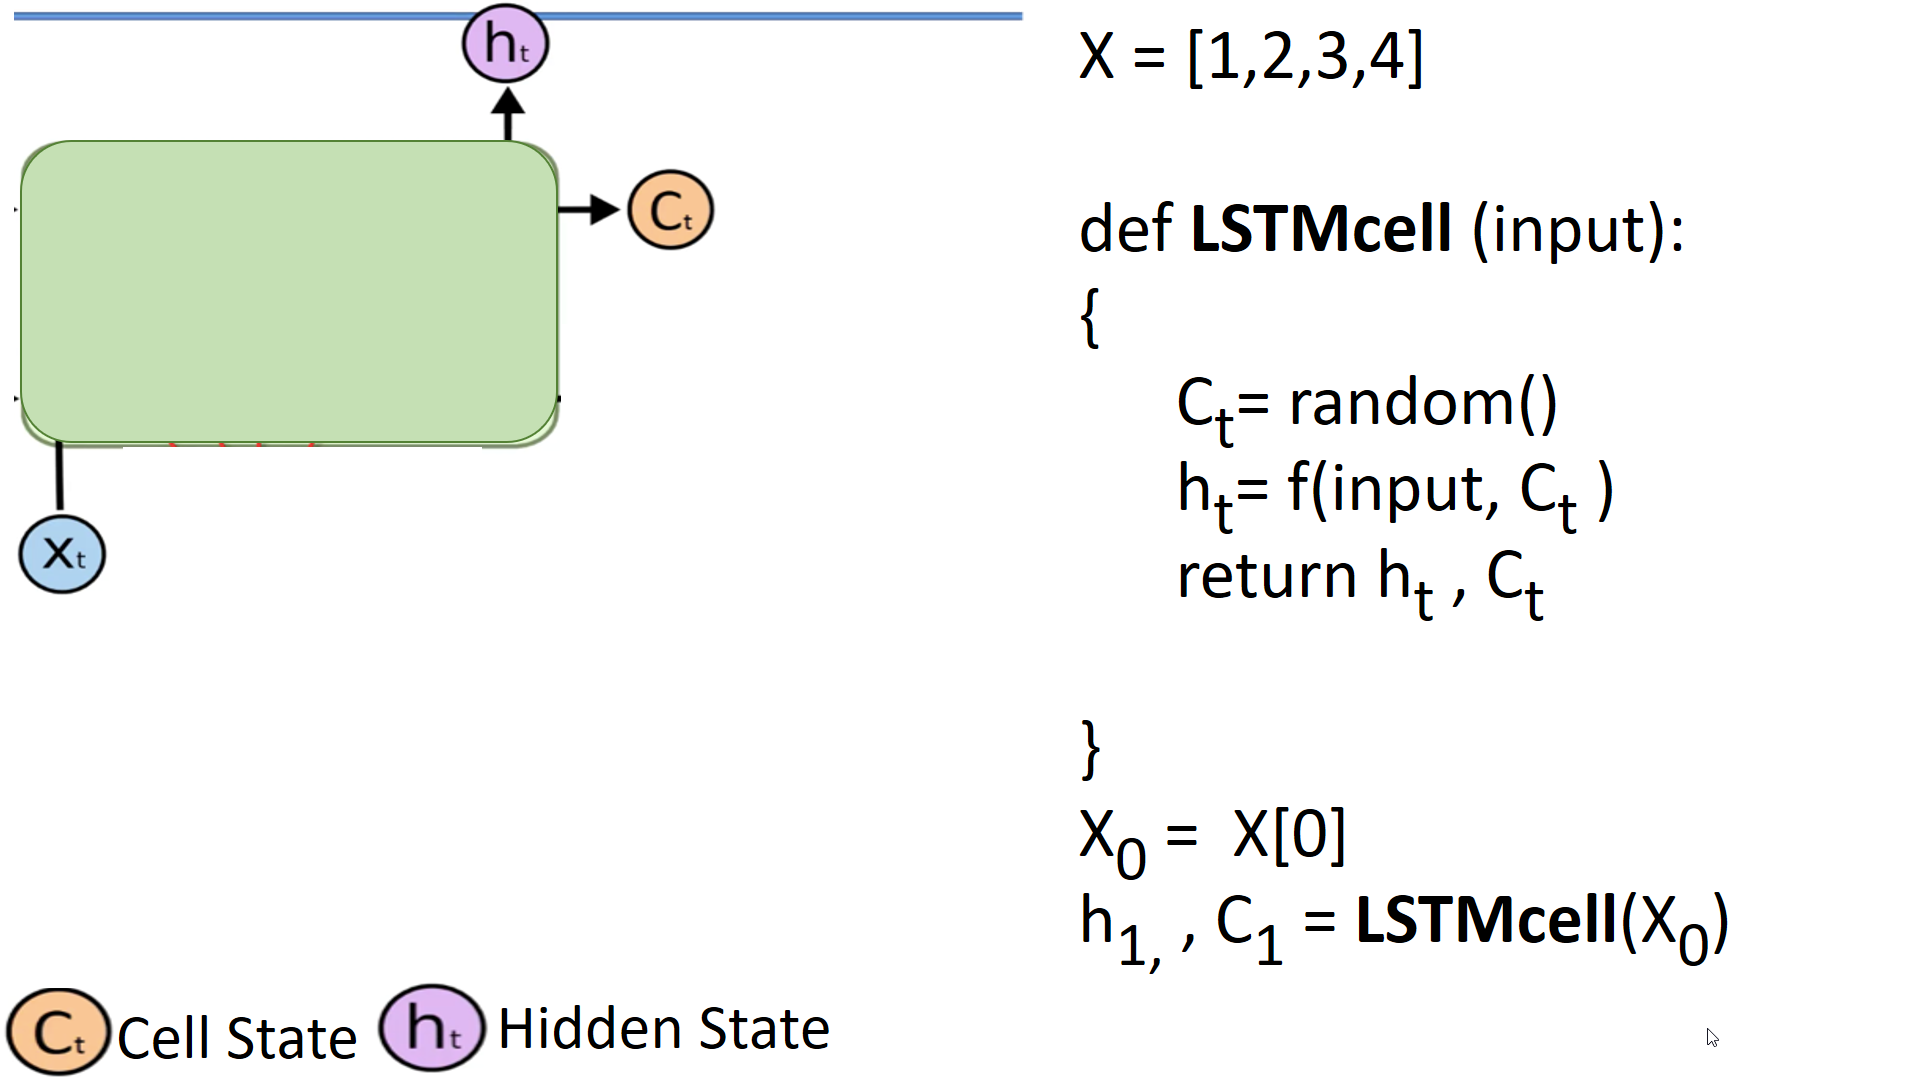 hₜ
Cₜ
xₜ
Cₜ Cell State hₜ Hidden State
X = [1,2,3,4]
def LSTMcell (input):
{
Cₜ= random()
hₜ= f(input, Cₜ )
return hₜ , Cₜ
}
X₀ = X[0]
h₁, , C₁ = LSTMcell(X₀)